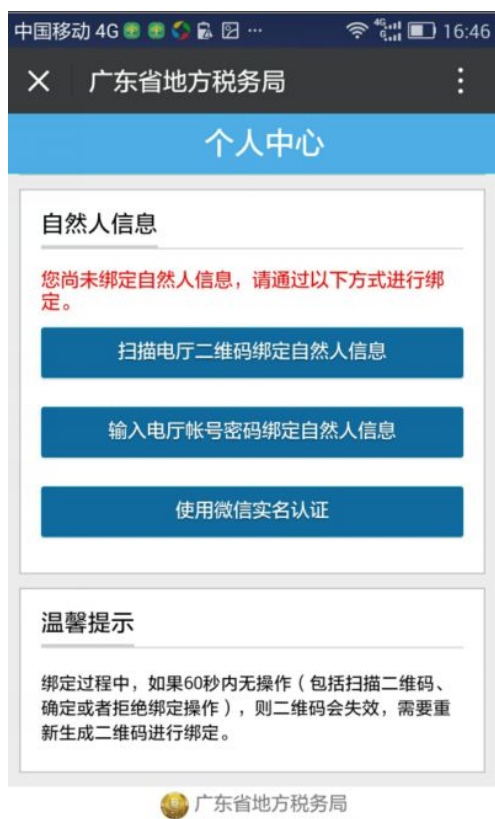 中国移动 4G ... 4G 16:46
广东省地方税务局
个人中心
自然人信息
您尚未绑定自然人信息，请通过以下方式进行绑
定。
扫描电厅二维码绑定自然人信息
输入电厅帐号密码绑定自然人信息
使用微信实名认证
温馨提示
绑定过程中，如果60秒内无操作（包括扫描二维码、
确定或者拒绝绑定操作），则二维码会失效，需要重
新生成二维码进行绑定。
广东省地方税务局